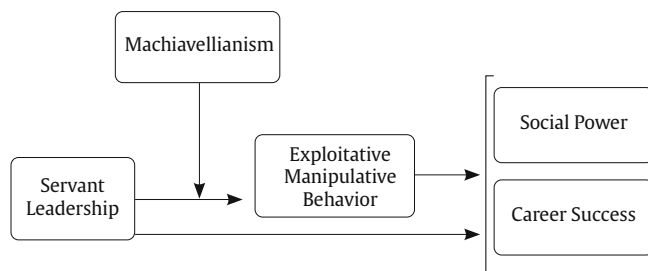 Machiavellianism
Social Power
Exploitative
Manipulative
Behavior
Servant
Leadership
Career Success